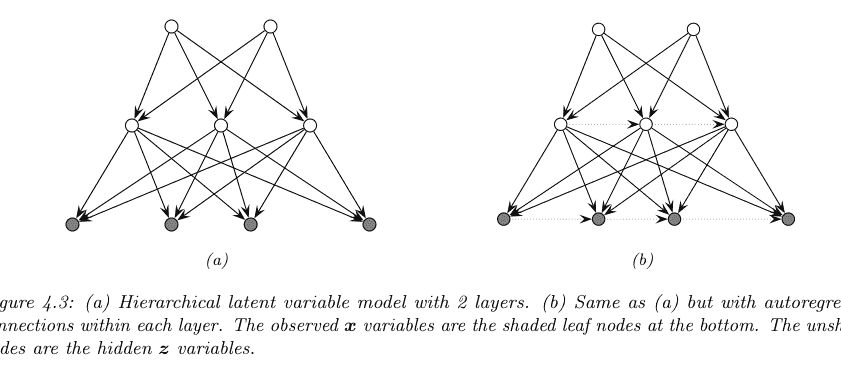 (a)
(b)
gure 4.3: (a) Hierarchical latent variable model with 2 layers. (b) Same as (a) but with autoregre
nnections within each layer. The observed x variables are the shaded leaf nodes at the bottom. The unsh
des are the hidden z variables.